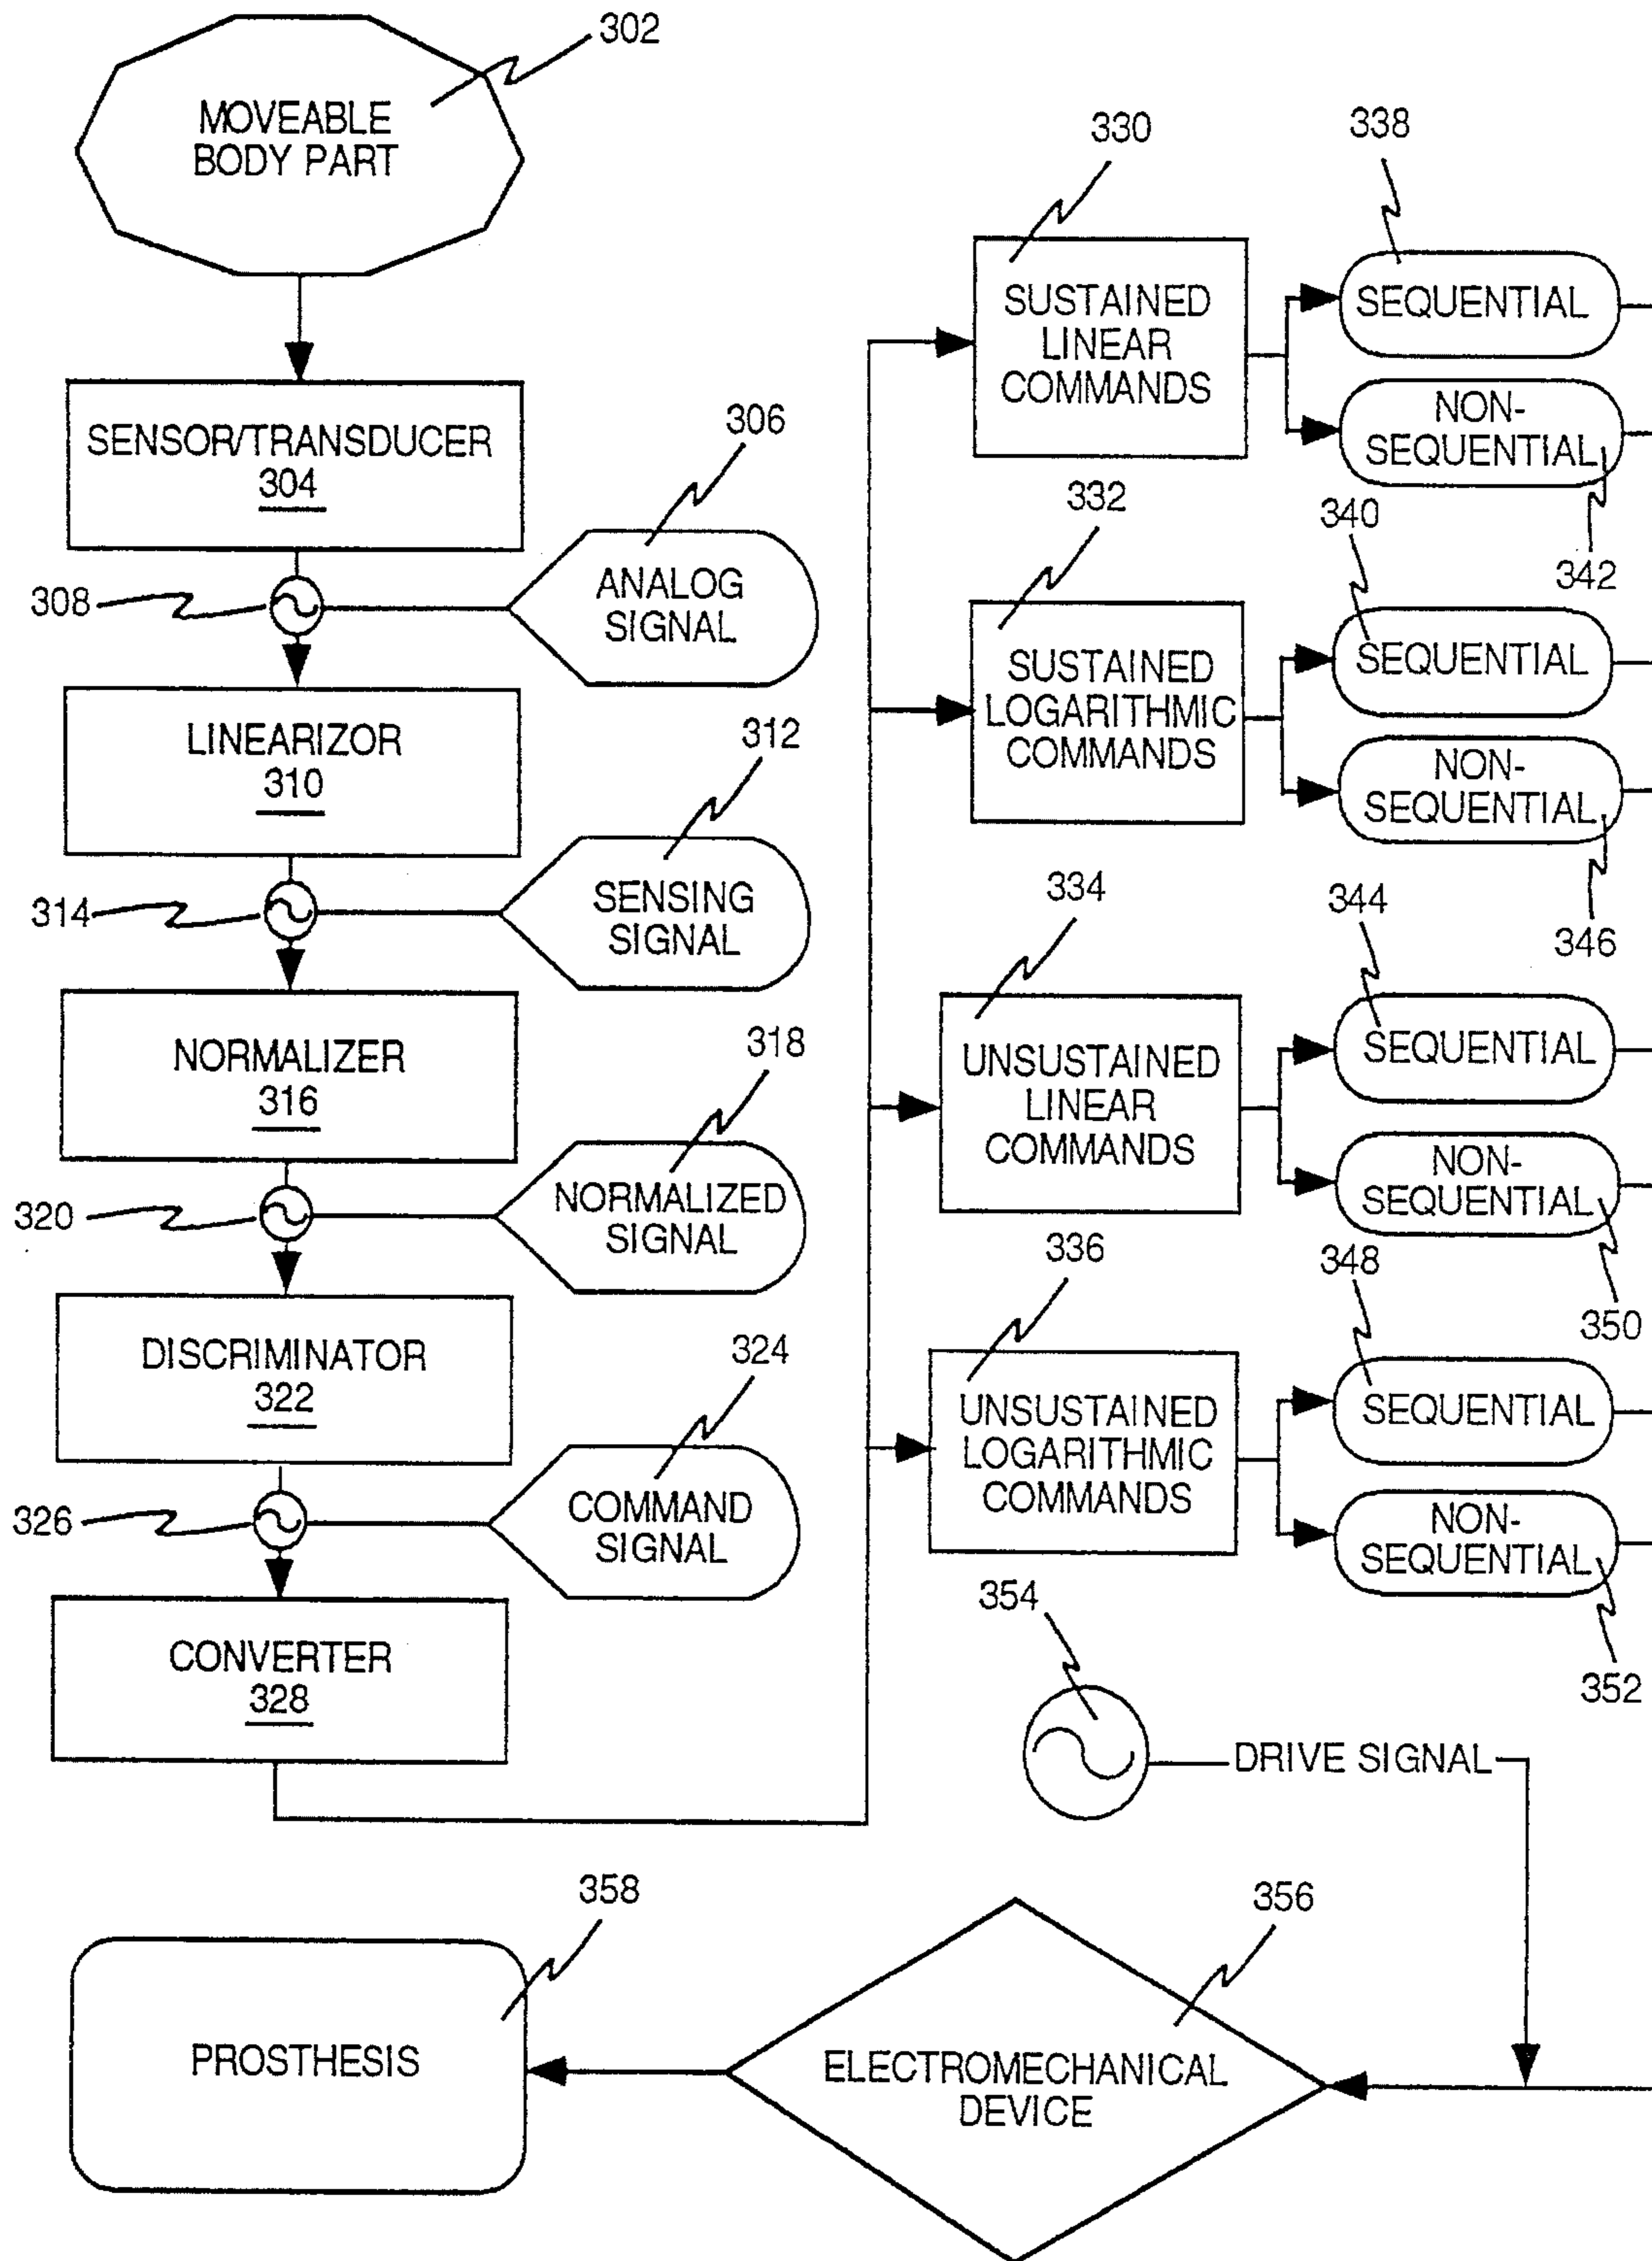 302
MOVEABLE
BODY PART
SENSOR/TRANSDUCER
304
306
ANALOG
SIGNAL
308
LINEARIZOR
310
312
SENSING
SIGNAL
314
NORMALIZER
316
318
NORMALIZED
SIGNAL
320
DISCRIMINATOR
322
324
COMMAND
SIGNAL
326
CONVERTER
328
330
SUSTAINED
LINEAR
COMMANDS
338
SEQUENTIAL
NON-
SEQUENTIAL
342
332
SUSTAINED
LOGARITHMIC
COMMANDS
340
SEQUENTIAL
NON-
SEQUENTIAL
346
334
UNSUSTAINED
LINEAR
COMMANDS
344
SEQUENTIAL
NON-
SEQUENTIAL
350
336
UNSUSTAINED
LOGARITHMIC
COMMANDS
348
SEQUENTIAL
NON-
SEQUENTIAL
352
354
DRIVE SIGNAL
356
ELECTROMECHANICAL
DEVICE
358
PROSTHESIS